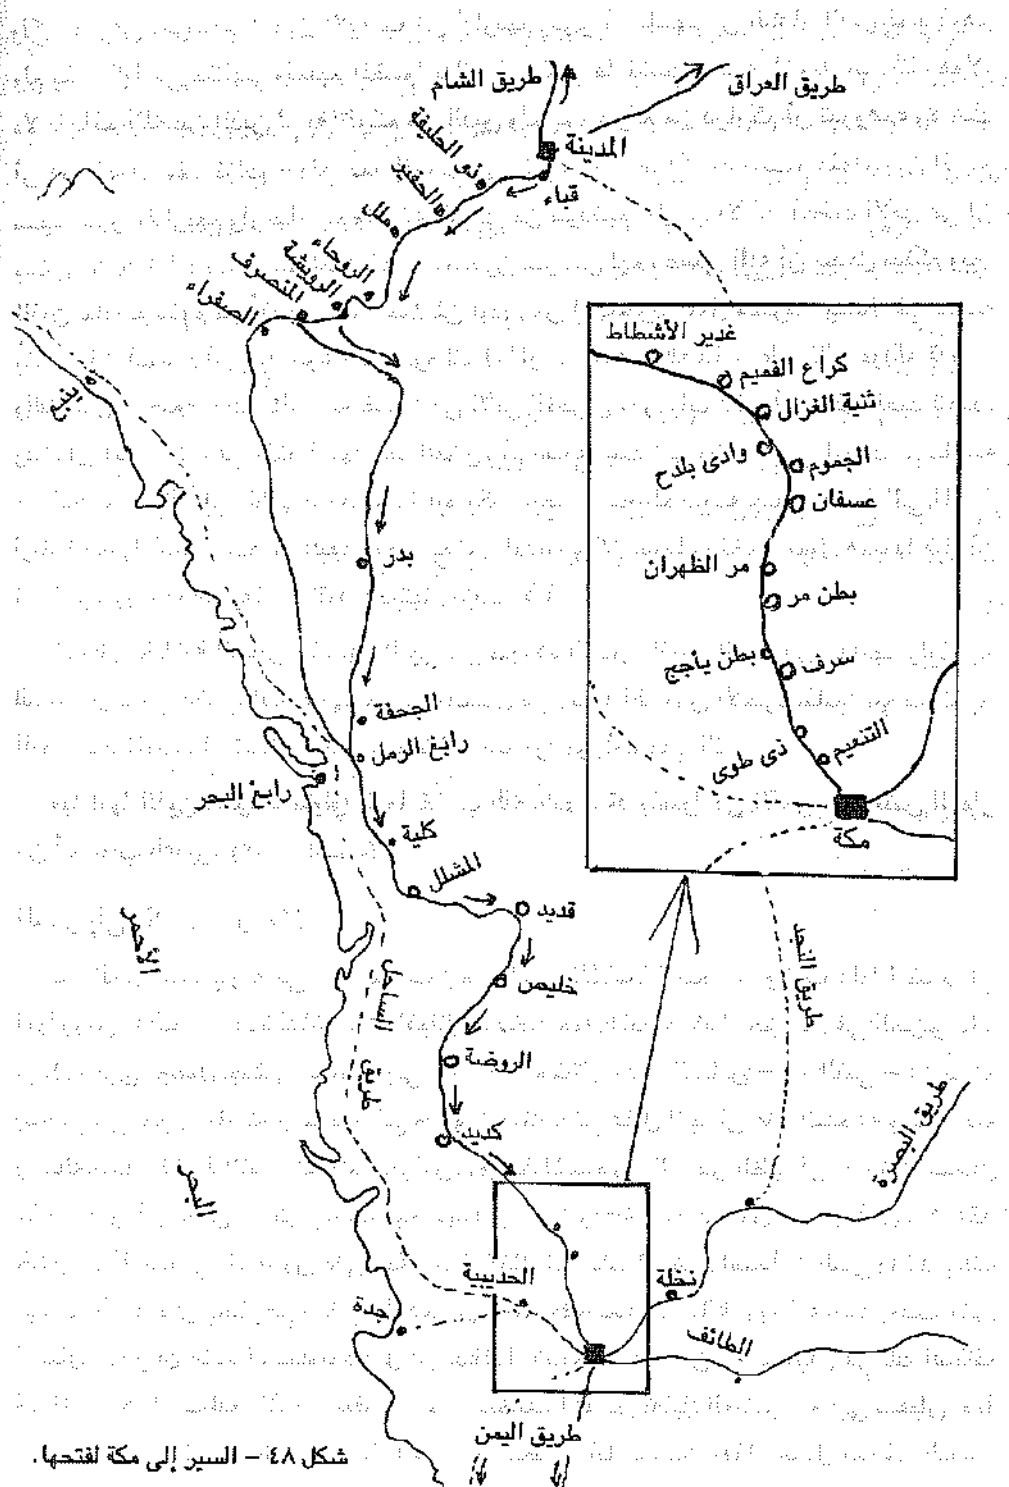 طريق الشام
طريق العراق
المدينة
قباء
ذو الحليفة
الحفير
ملل
الروحاء
الرويشة
المنصرف
الصفراء
ينبع
بدر
الجحفة
رابغ الرمل
رابغ البحر
كلية
المشلل
قديد
خليص
الروضة
كديد
طريق الساحل
البحر
الأحمر
جدة
الحديبية
نخلة
الطائف
طريق البصرة
طريق النجد
طريق اليمن
غدير الأشطاط
كراع الغميم
ثنية الغزال
وادى بلدح
الجموم
عسفان
مر الظهران
بطن مر
بطن يأجج
سرف
ذى طوى
التنعيم
مكة
شكل ٤٨ – السير إلى مكة لفتحها.